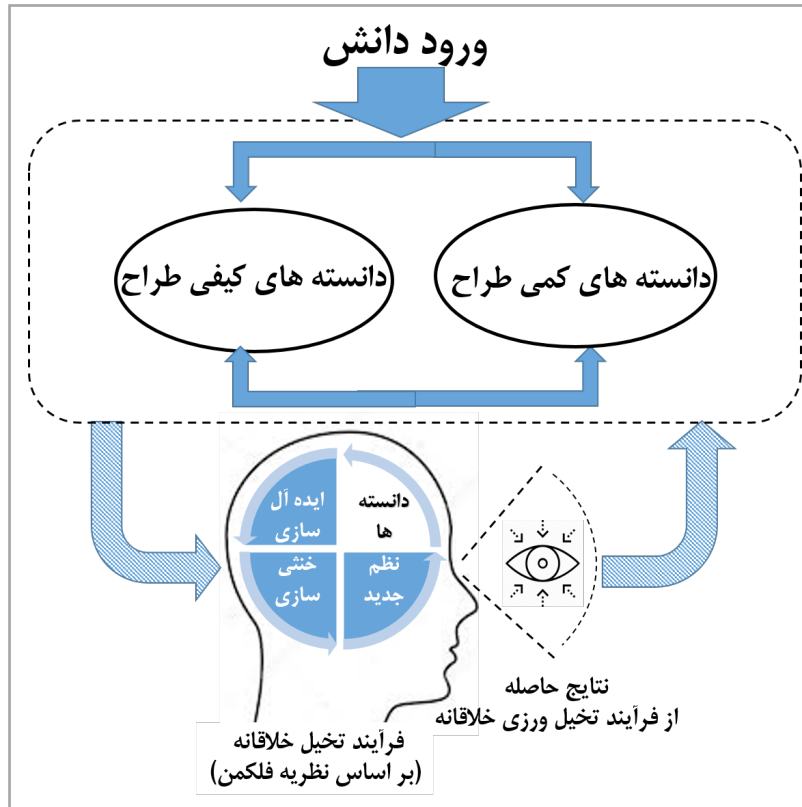 ورود دانش
دانسته های کمی طراح
دانسته های کیفی طراح
دانسته
ها
ایده آل
سازی
خنثی
سازی
نظم
جدید
نتایج حاصله
از فرآیند تخیل ورزی خلاقانه
فرآیند تخیل خلاقانه
(بر اساس نظریه فلکمن)